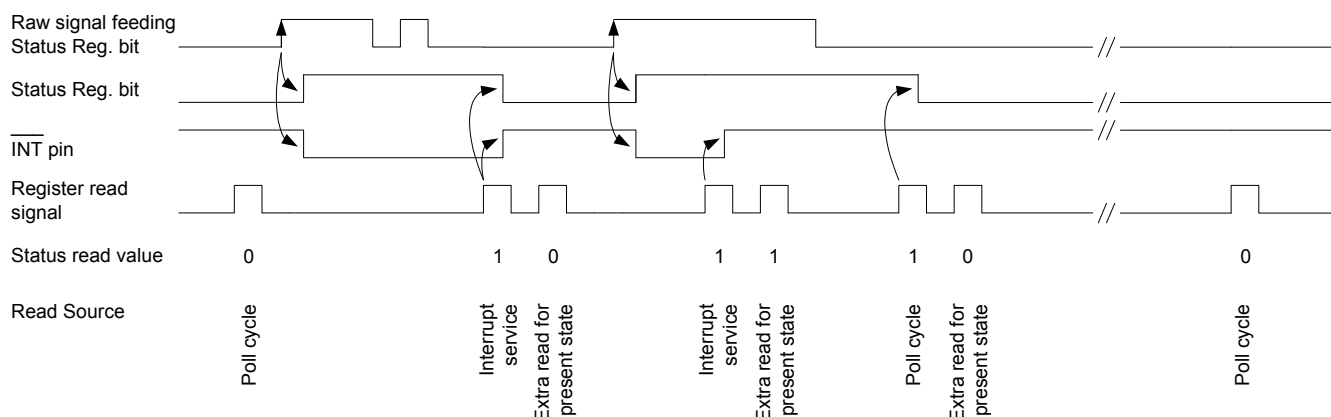 Raw signal feeding
Status Reg. bit
//
Status Reg. bit
//
INT pin
//
Register read
signal
//
Status read value 0 1 0 1 1 1 0 0
Read Source
Poll cycle
Interrupt
service
Extra read for
present state
Interrupt
service
Extra read for
present state
Poll cycle
Extra read for
present state
Poll cycle